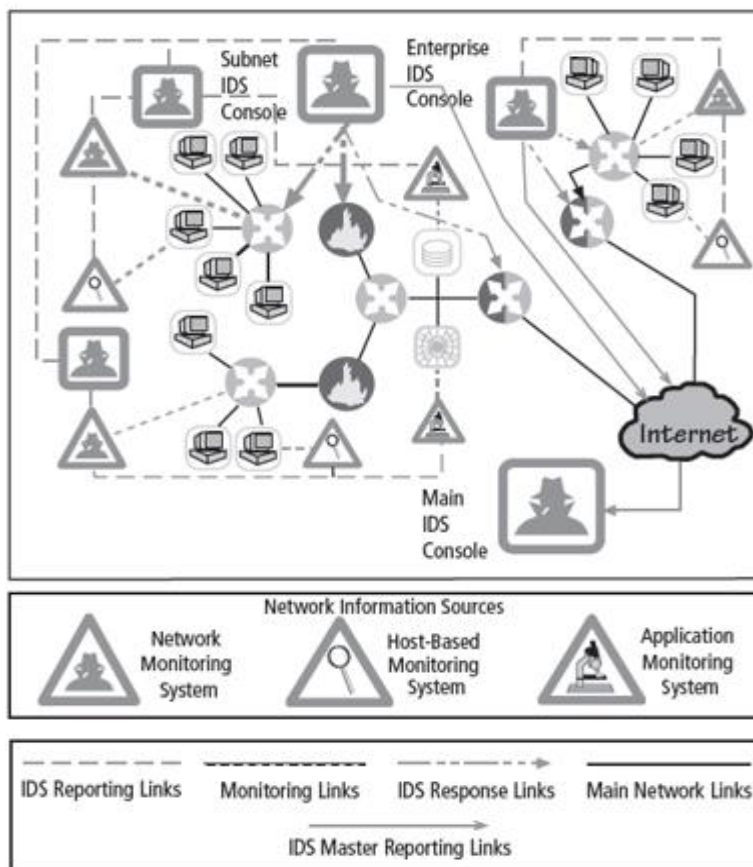 Subnet
IDS
Console
Enterprise
IDS
Console
Internet
Main
IDS
Console
Network Information Sources
Network
Monitoring
System
Host-Based
Monitoring
System
Application
Monitoring
System
IDS Reporting Links
Monitoring Links
IDS Response Links
Main Network Links
IDS Master Reporting Links